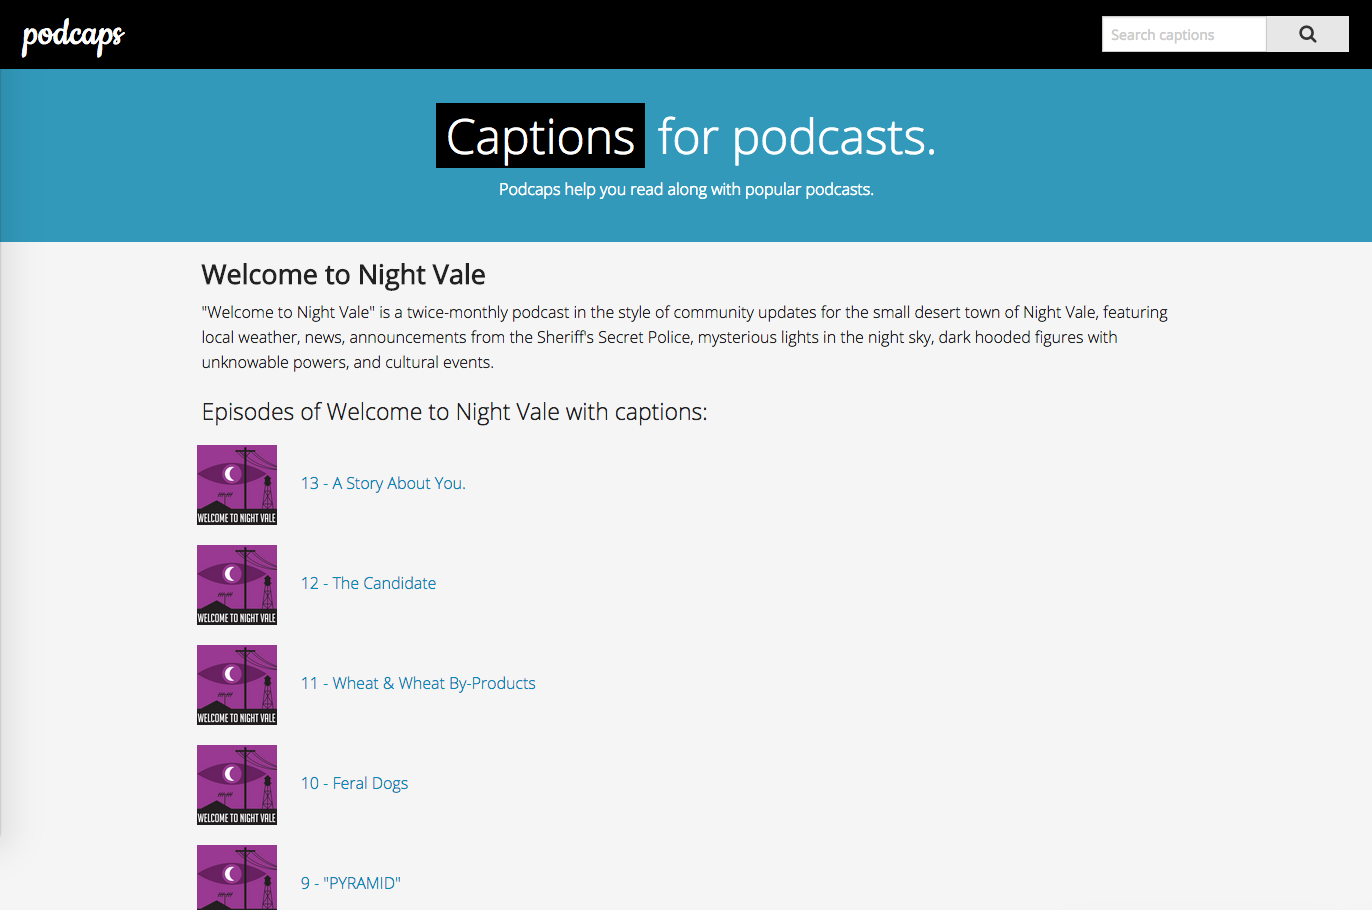 podcaps
Search captions
Captions for podcasts.
Podcaps help you read along with popular podcasts.
Welcome to Night Vale
"Welcome to Night Vale" is a twice-monthly podcast in the style of community updates for the small desert town of Night Vale, featuring
local weather, news, announcements from the Sheriff's Secret Police, mysterious lights in the night sky, dark hooded figures with
unknowable powers, and cultural events.
Episodes of Welcome to Night Vale with captions:
13 - A Story About You.
WELCOME TO NIGHT VALE
12 - The Candidate
WELCOME TO NIGHT VALE
11 - Wheat & Wheat By-Products
WELCOME TO NIGHT VALE
10 - Feral Dogs
WELCOME TO NIGHT VALE
9 - "PYRAMID"